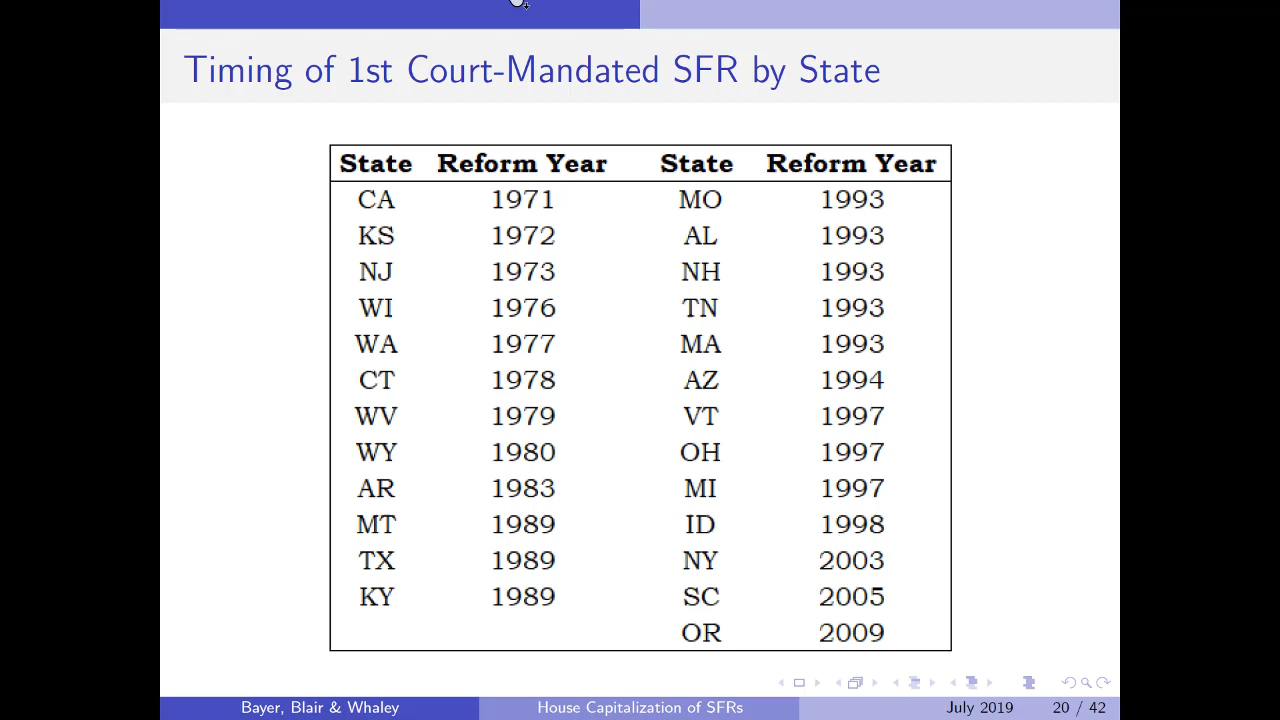 Timing of 1st Court-Mandated SFR by State
State Reform Year State Reform Year
CA 1971 MO 1993
KS 1972 AL 1993
NJ 1973 NH 1993
WI 1976 TN 1993
WA 1977 MA 1993
CT 1978 AZ 1994
WV 1979 VT 1997
WY 1980 OH 1997
AR 1983 MI 1997
MT 1989 ID 1998
TX 1989 NY 2003
KY 1989 SC 2005
OR 2009
Bayer, Blair & Whaley House Capitalization of SFRs July 2019 20 / 42